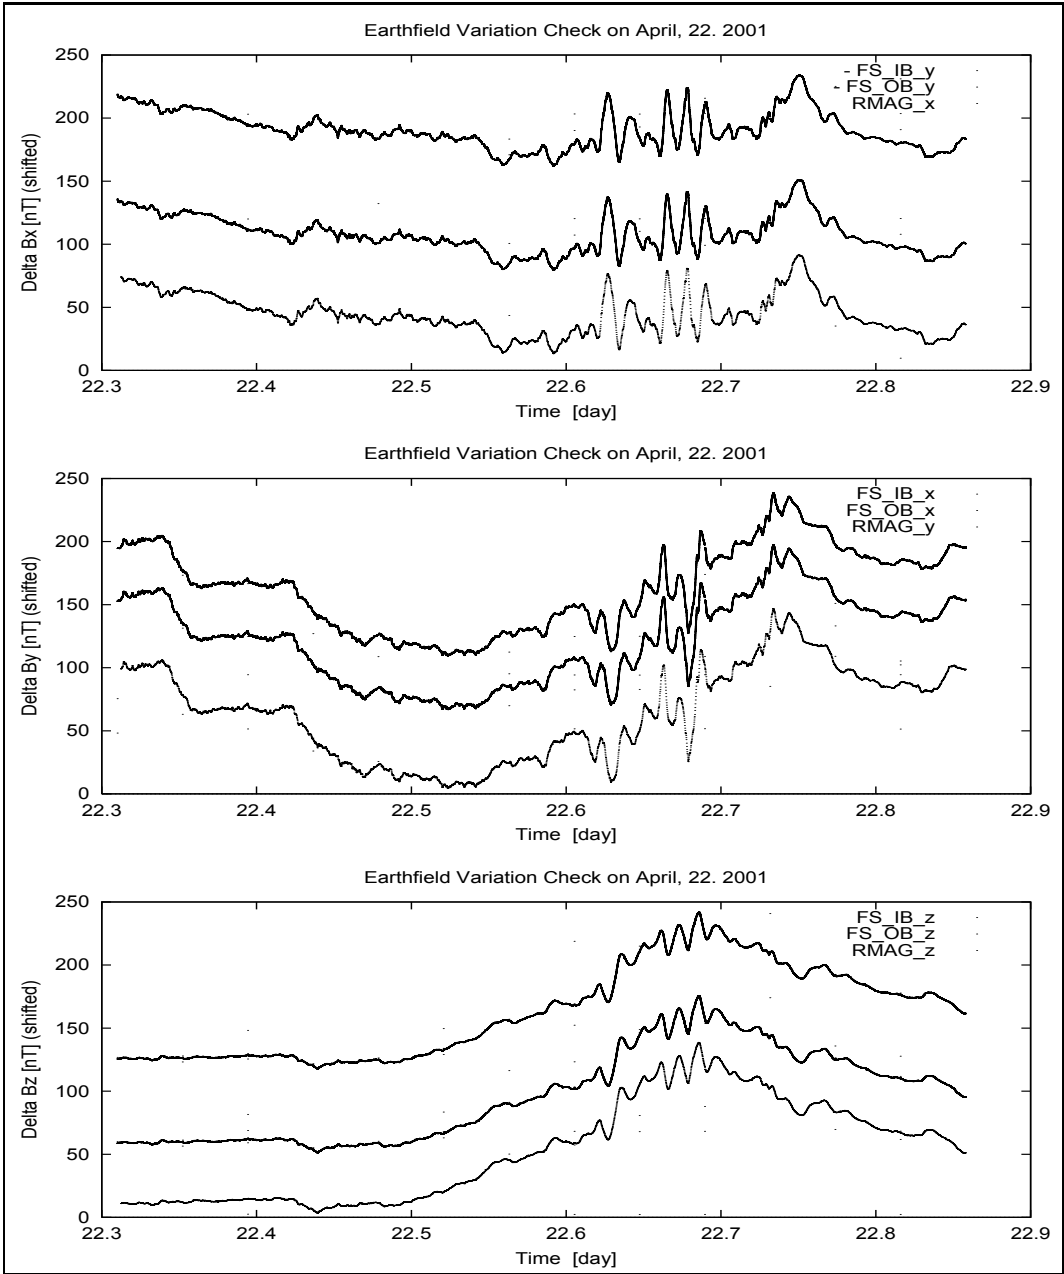 Earthfield Variation Check on April, 22. 2001
250
200
150
100
50
0
Delta Bx [nT] (shifted)
- FS_IB_y
- FS_OB_y
RMAG_x
22.3 22.4 22.5 22.6 22.7 22.8 22.9
Time [day]
Earthfield Variation Check on April, 22. 2001
250
200
150
100
50
0
Delta By [nT] (shifted)
FS_IB_x
FS_OB_x
RMAG_y
22.3 22.4 22.5 22.6 22.7 22.8 22.9
Time [day]
Earthfield Variation Check on April, 22. 2001
250
200
150
100
50
0
Delta Bz [nT] (shifted)
FS_IB_z
FS_OB_z
RMAG_z
22.3 22.4 22.5 22.6 22.7 22.8 22.9
Time [day]